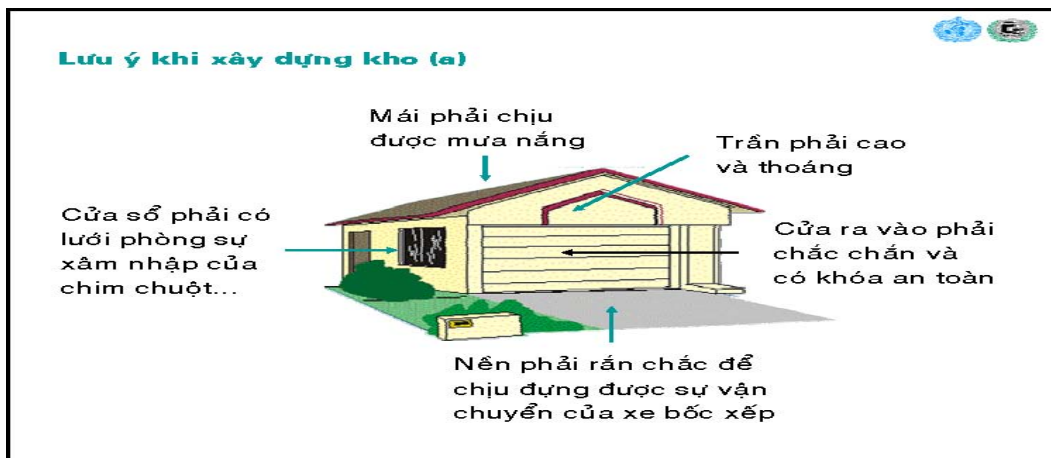 Lưu ý khi xây dựng kho (a)
Mái phải chịu
được mưa nắng
Trần phải cao
và thoáng
Cửa sổ phải có
lưới phòng sự
xâm nhập của
chim chuột...
Cửa ra vào phải
chắc chắn và
có khóa an toàn
Nền phải rắn chắc để
chịu đựng được sự vận
chuyển của xe bốc xếp